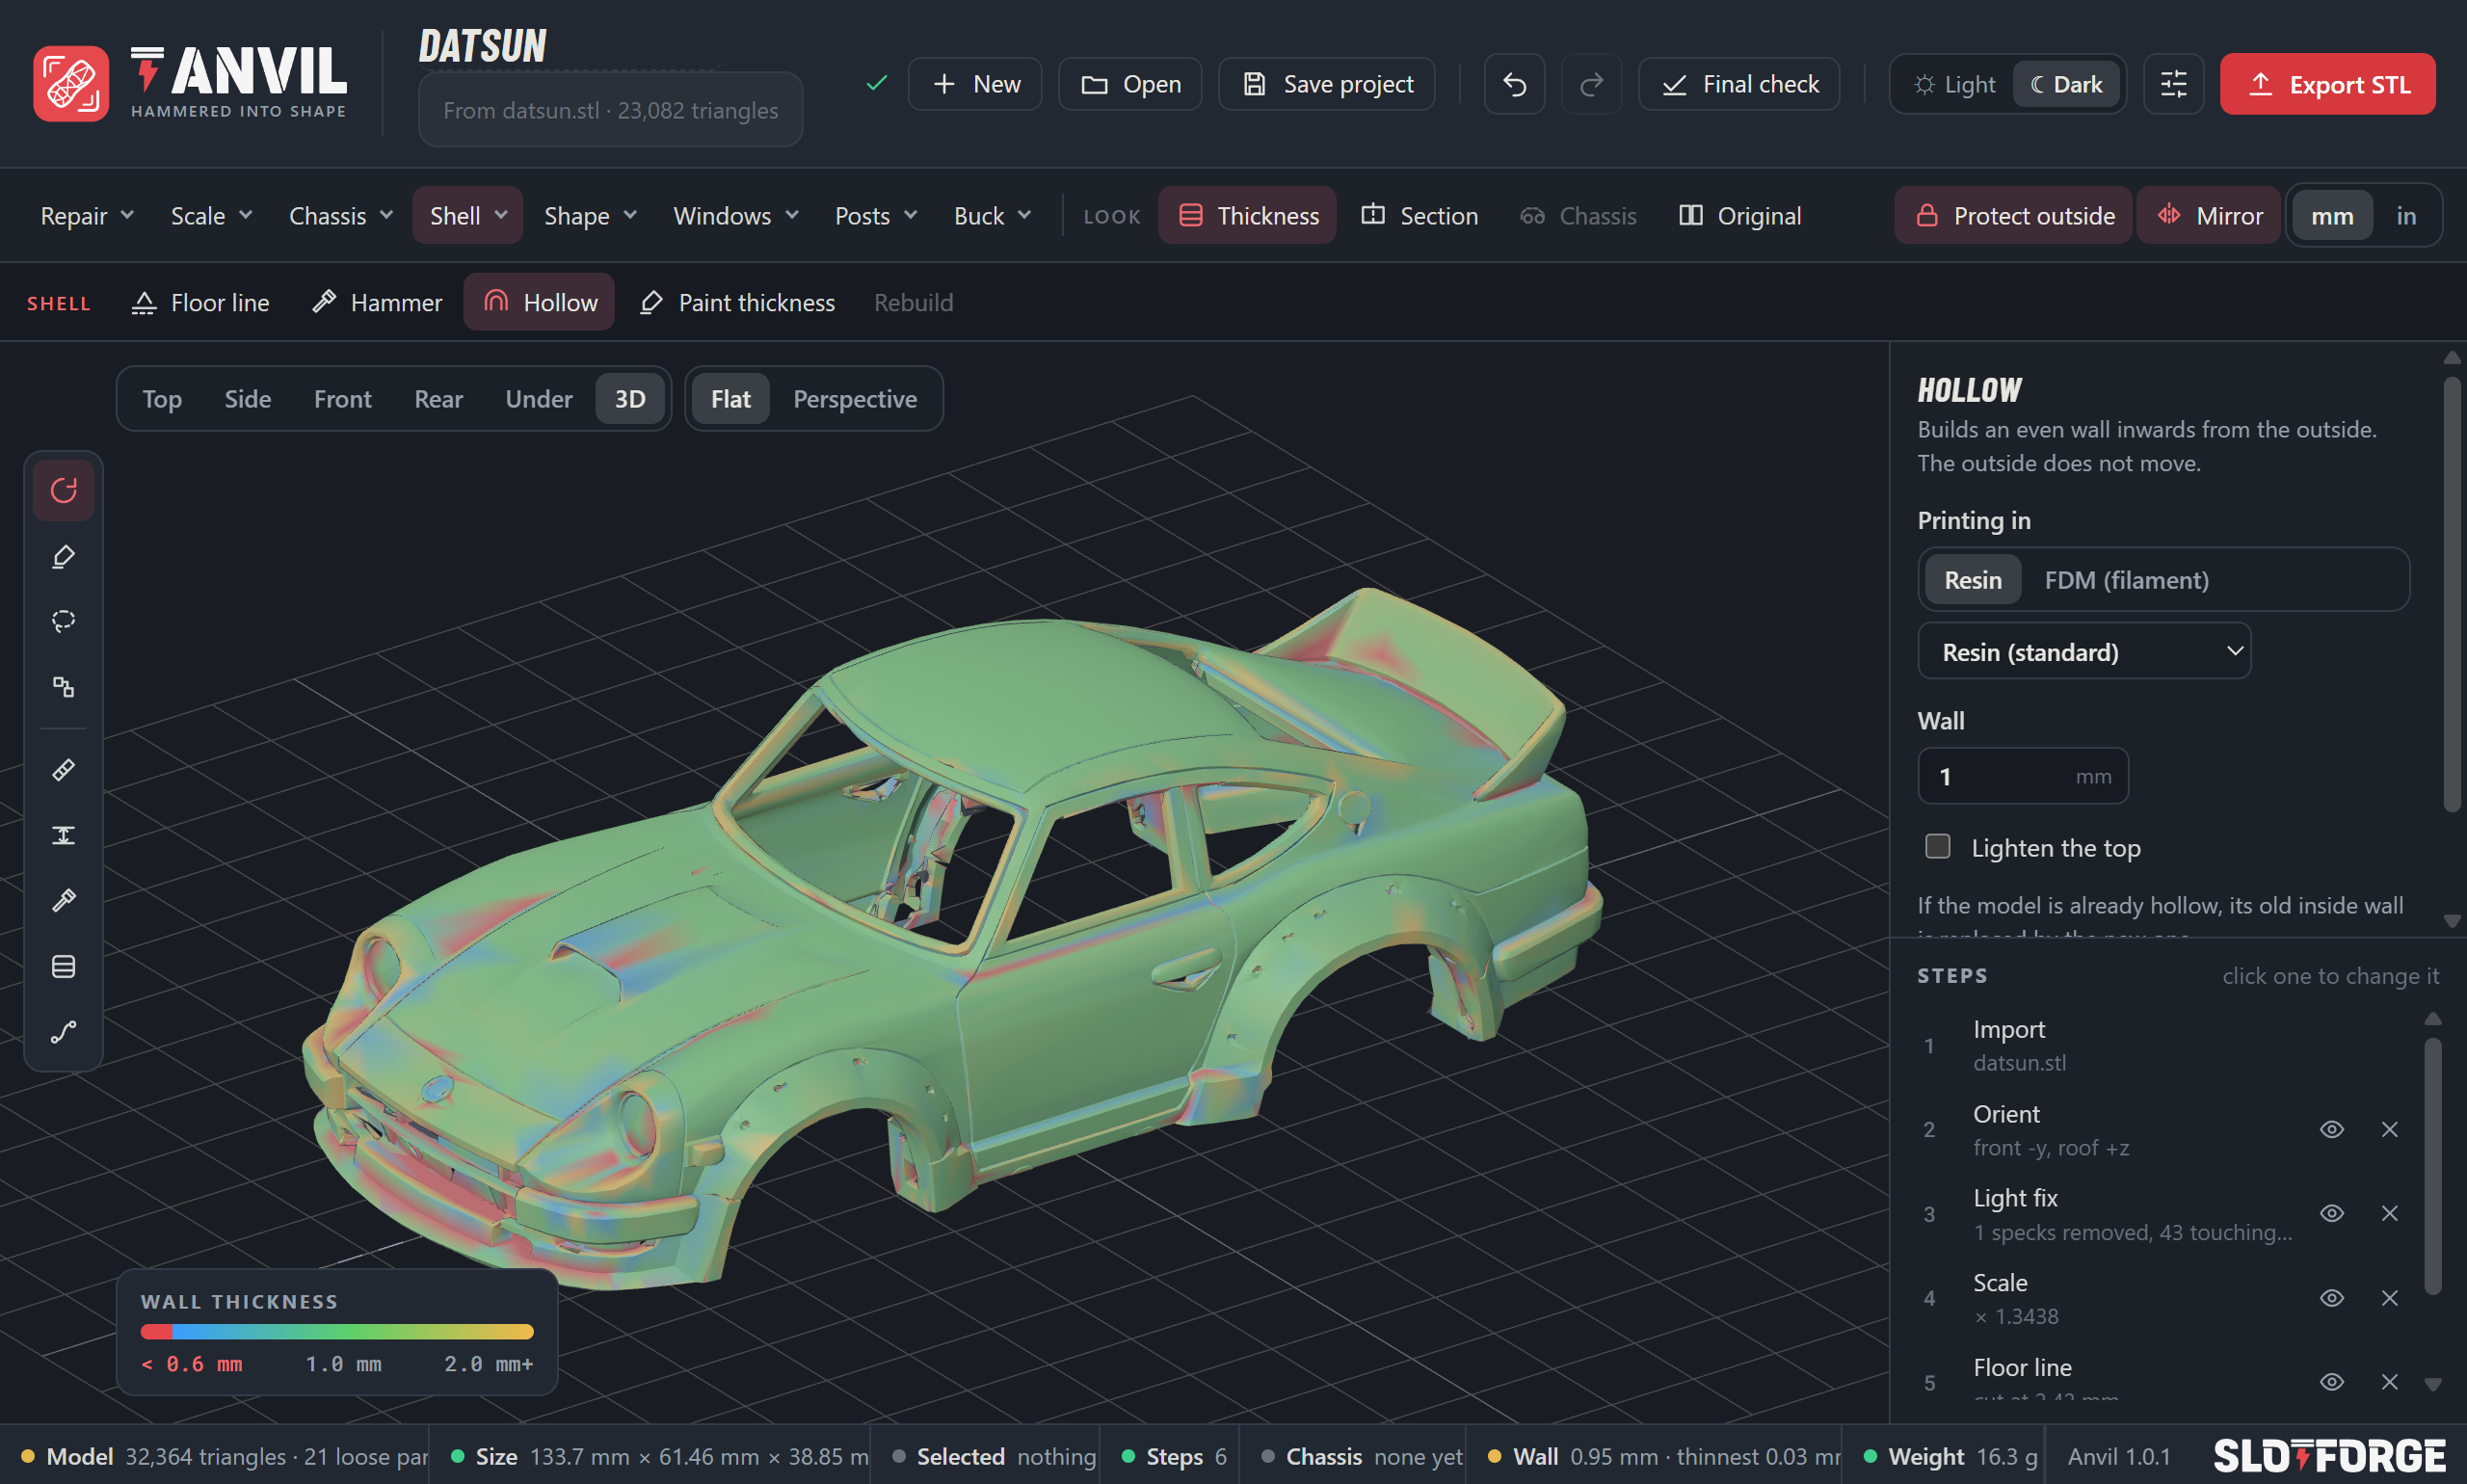 ANVIL
HAMMERED INTO SHAPE
DATSUN
From datsun.stl · 23,082 triangles
New
Open
Save project
Final check
Light
Dark
Export STL
Repair
Scale
Chassis
Shell
Shape
Windows
Posts
Buck
LOOK
Thickness
Section
Chassis
Original
Protect outside
Mirror
mm
in
SHELL
Floor line
Hammer
Hollow
Paint thickness
Rebuild
Top
Side
Front
Rear
Under
3D
Flat
Perspective
HOLLOW
Builds an even wall inwards from the outside.
The outside does not move.
Printing in
Resin
FDM (filament)
Resin (standard)
Wall
1 mm
Lighten the top
If the model is already hollow, its old inside wall
STEPS
click one to change it
1 Import
datsun.stl
2 Orient
front -y, roof +z
3 Light fix
1 specks removed, 43 touching...
4 Scale
× 1.3438
5 Floor line
WALL THICKNESS
< 0.6 mm 1.0 mm 2.0 mm+
Model 32,364 triangles · 21 loose par
Size 133.7 mm × 61.46 mm × 38.85 m
Selected nothing
Steps 6
Chassis none yet
Wall 0.95 mm · thinnest 0.03 mm
Weight 16.3 g
Anvil 1.0.1
SLOTFORGE